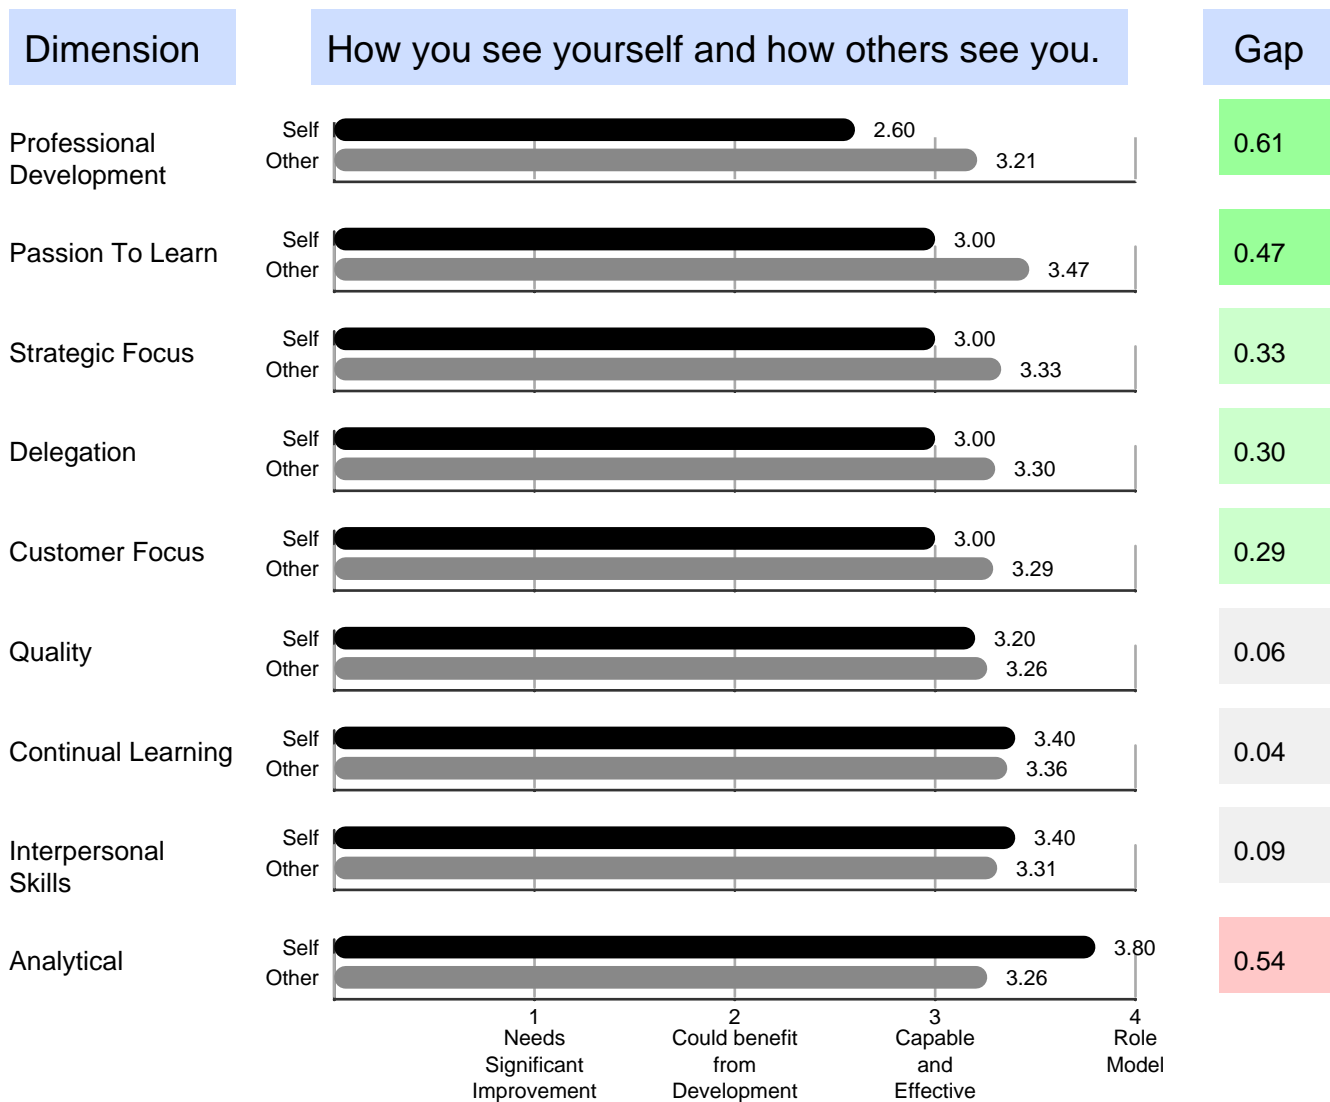 Dimension
How you see yourself and how others see you.
Gap
Professional
Development
Self
2.60
Other
3.21
0.61
Passion To Learn
Self
3.00
Other
3.47
0.47
Strategic Focus
Self
3.00
Other
3.33
0.33
Delegation
Self
3.00
Other
3.30
0.30
Customer Focus
Self
3.00
Other
3.29
0.29
Quality
Self
3.20
Other
3.26
0.06
Continual Learning
Self
3.40
Other
3.36
0.04
Interpersonal
Skills
Self
3.40
Other
3.31
0.09
Analytical
Self
3.80
Other
3.26
0.54
1
Needs
Significant
Improvement
2
Could benefit
from
Development
3
Capable
and
Effective
4
Role
Model